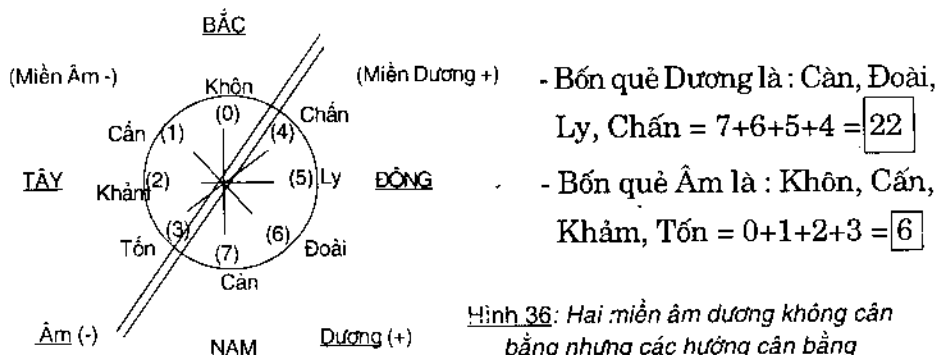 BẮC
(Miền Âm -)
(Miền Dương +)
Khôn
(0)
Cấn
(1)
Chấn
(4)
TÂY
Khảm
(2)
(5)
Ly
ĐÔNG
(3)
Tốn
(6)
Đoài
(7)
Càn
Âm (-)
NAM
Dương (+)
- Bốn quẻ Dương là : Càn, Đoài,
Ly, Chấn = 7+6+5+4 = 22
- Bốn quẻ Âm là : Khôn, Cấn,
Khảm, Tốn = 0+1+2+3 = 6
Hình 36: Hai miền âm dương không cân
bằng nhưng các hướng cân bằng